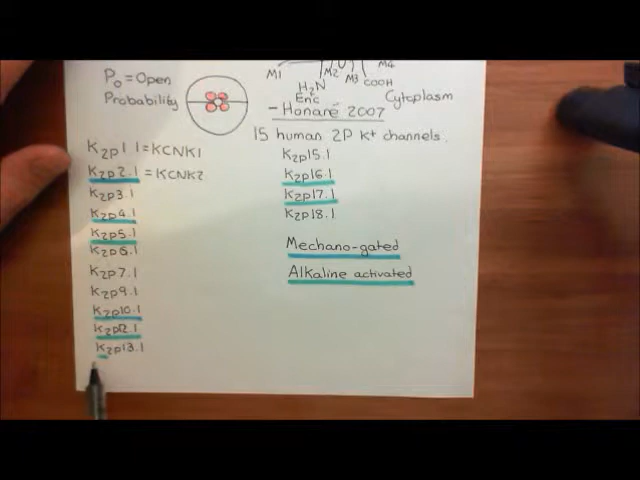 M1
M2
M3
M4
COOH
H2N
Enc
Cytoplasm
– Honaré 2007
P0 = Open
Probability
15 human 2P K+ channels.
K2P1 1 = KCNK1
K2P2.1 = KCNK2
K2P3.1
K2P4.1
K2P5.1
K2P6.1
K2P7.1
K2P9.1
K2P10.1
K2P12.1
K2P13.1
K2P15.1
K2P16.1
K2P17.1
K2P18.1
Mechano-gated
Alkaline activated